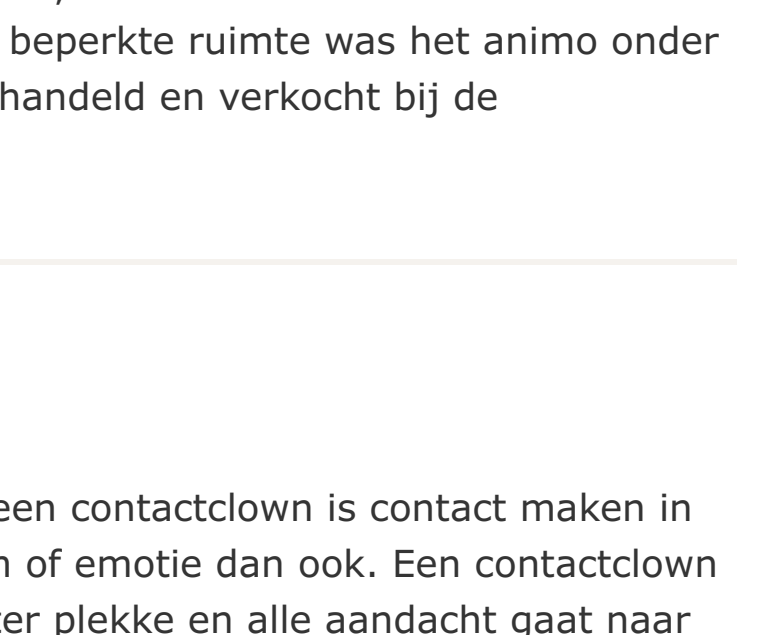 beperkte ruimte was het animo onder
handeld en verkocht bij de
een contactclown is contact maken in
of emotie dan ook. Een contactclown
ter plekke en alle aandacht gaat naar